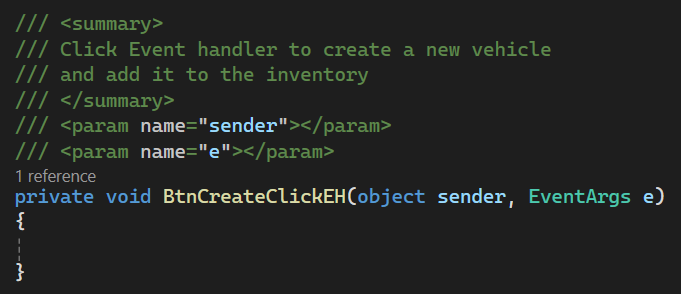 /// <summary>
/// Click Event handler to create a new vehicle
/// and add it to the inventory
/// </summary>
/// <param name="sender"></param>
/// <param name="e"></param>
1 reference
private void BtnCreateClickEH(object sender, EventArgs e)
{
}